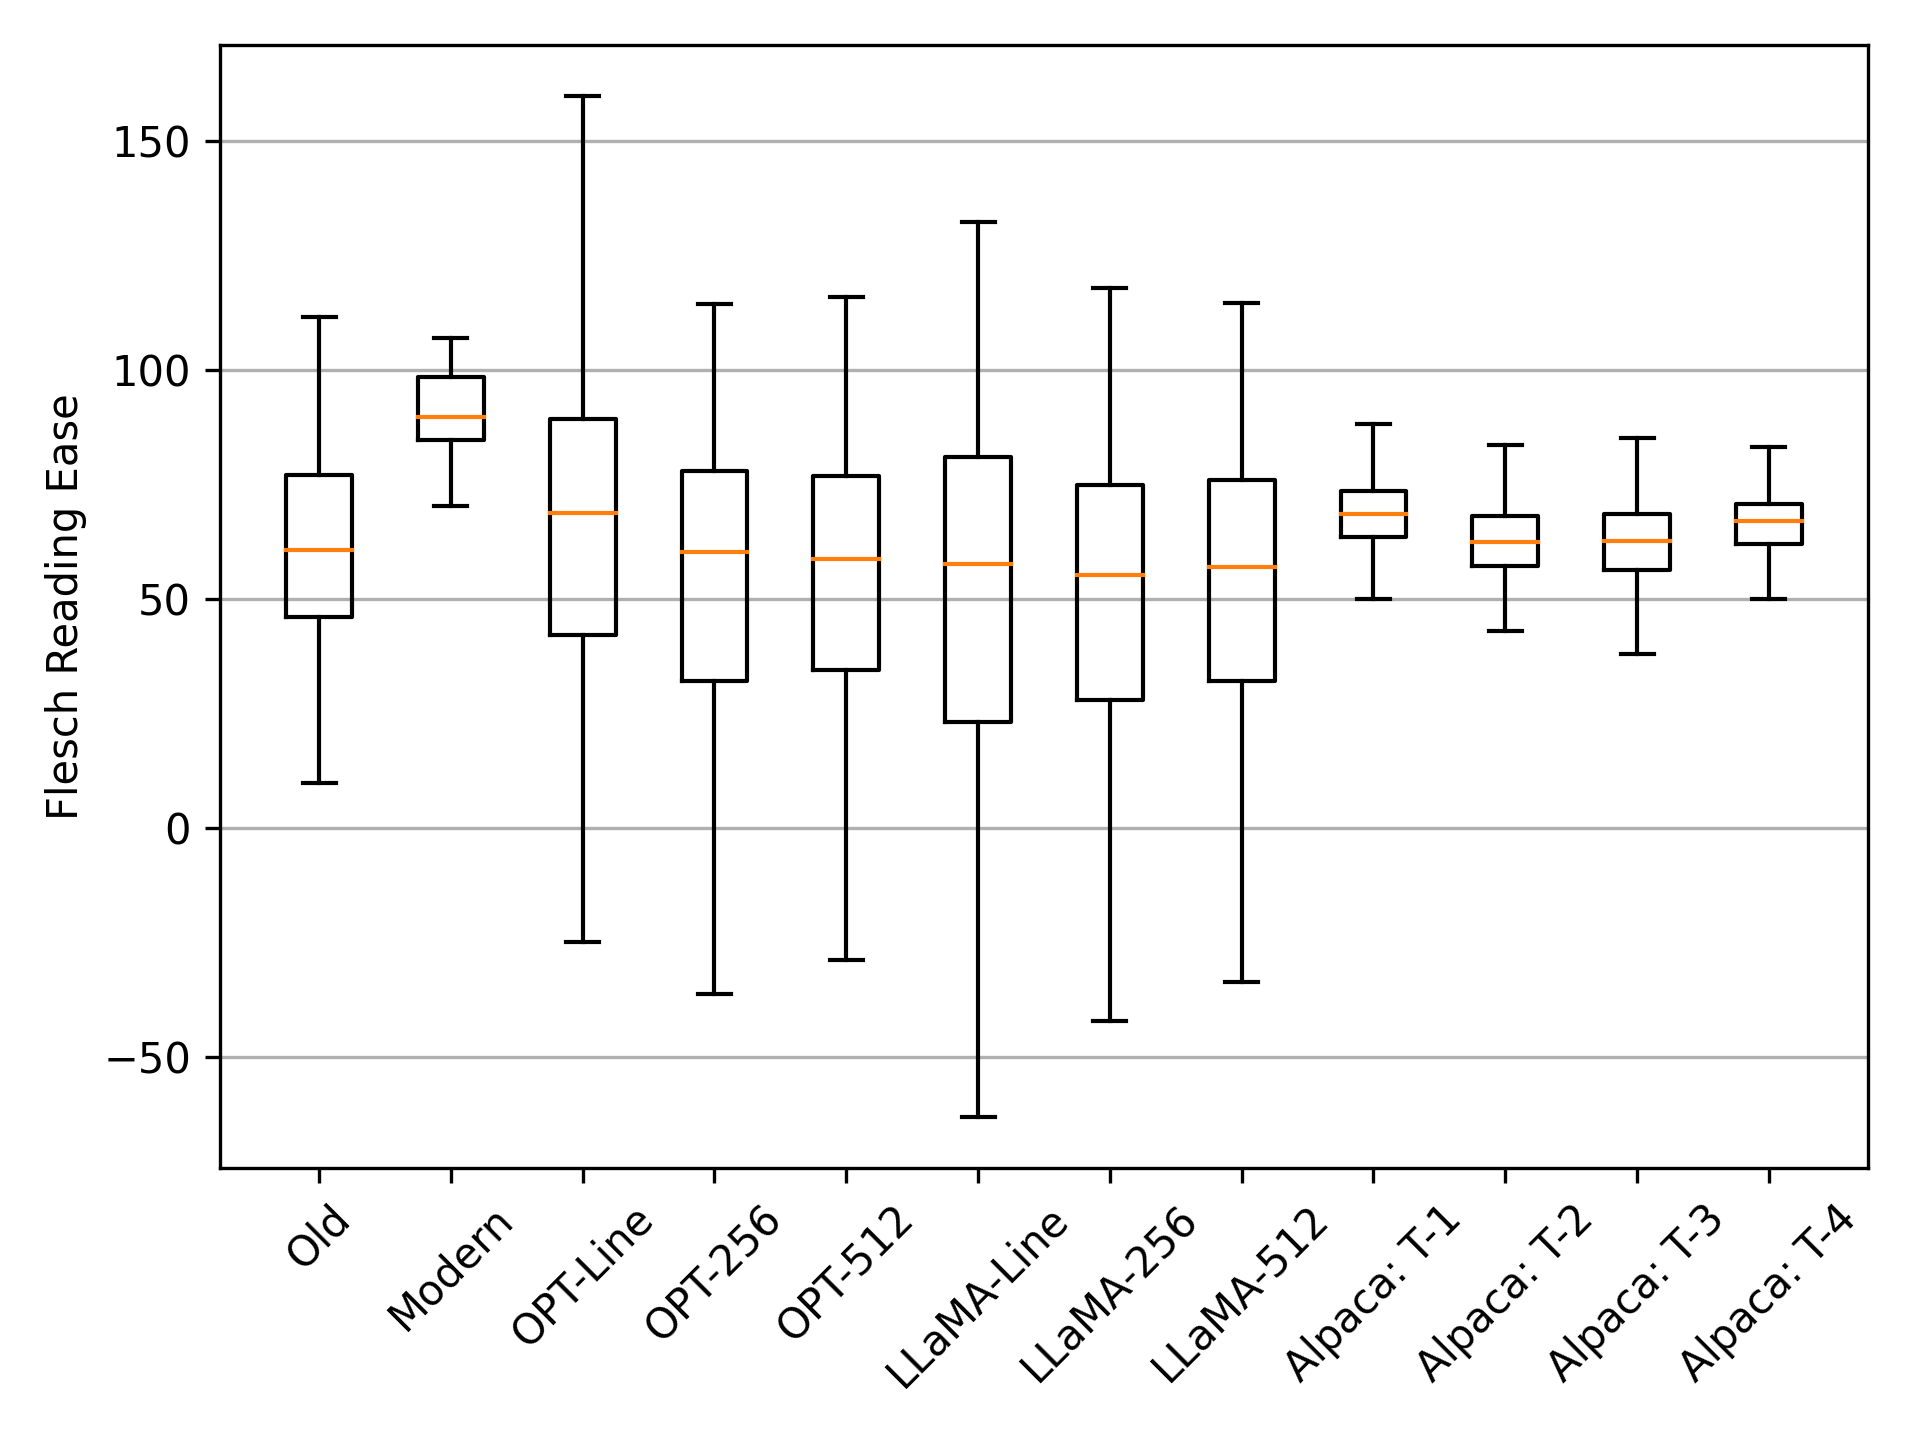 Flesch Reading Ease
150
100
50
0
−50
Old
Modern
OPT-Line
OPT-256
OPT-512
LLaMA-Line
LLaMA-256
LLaMA-512
Alpaca: T-1
Alpaca: T-2
Alpaca: T-3
Alpaca: T-4